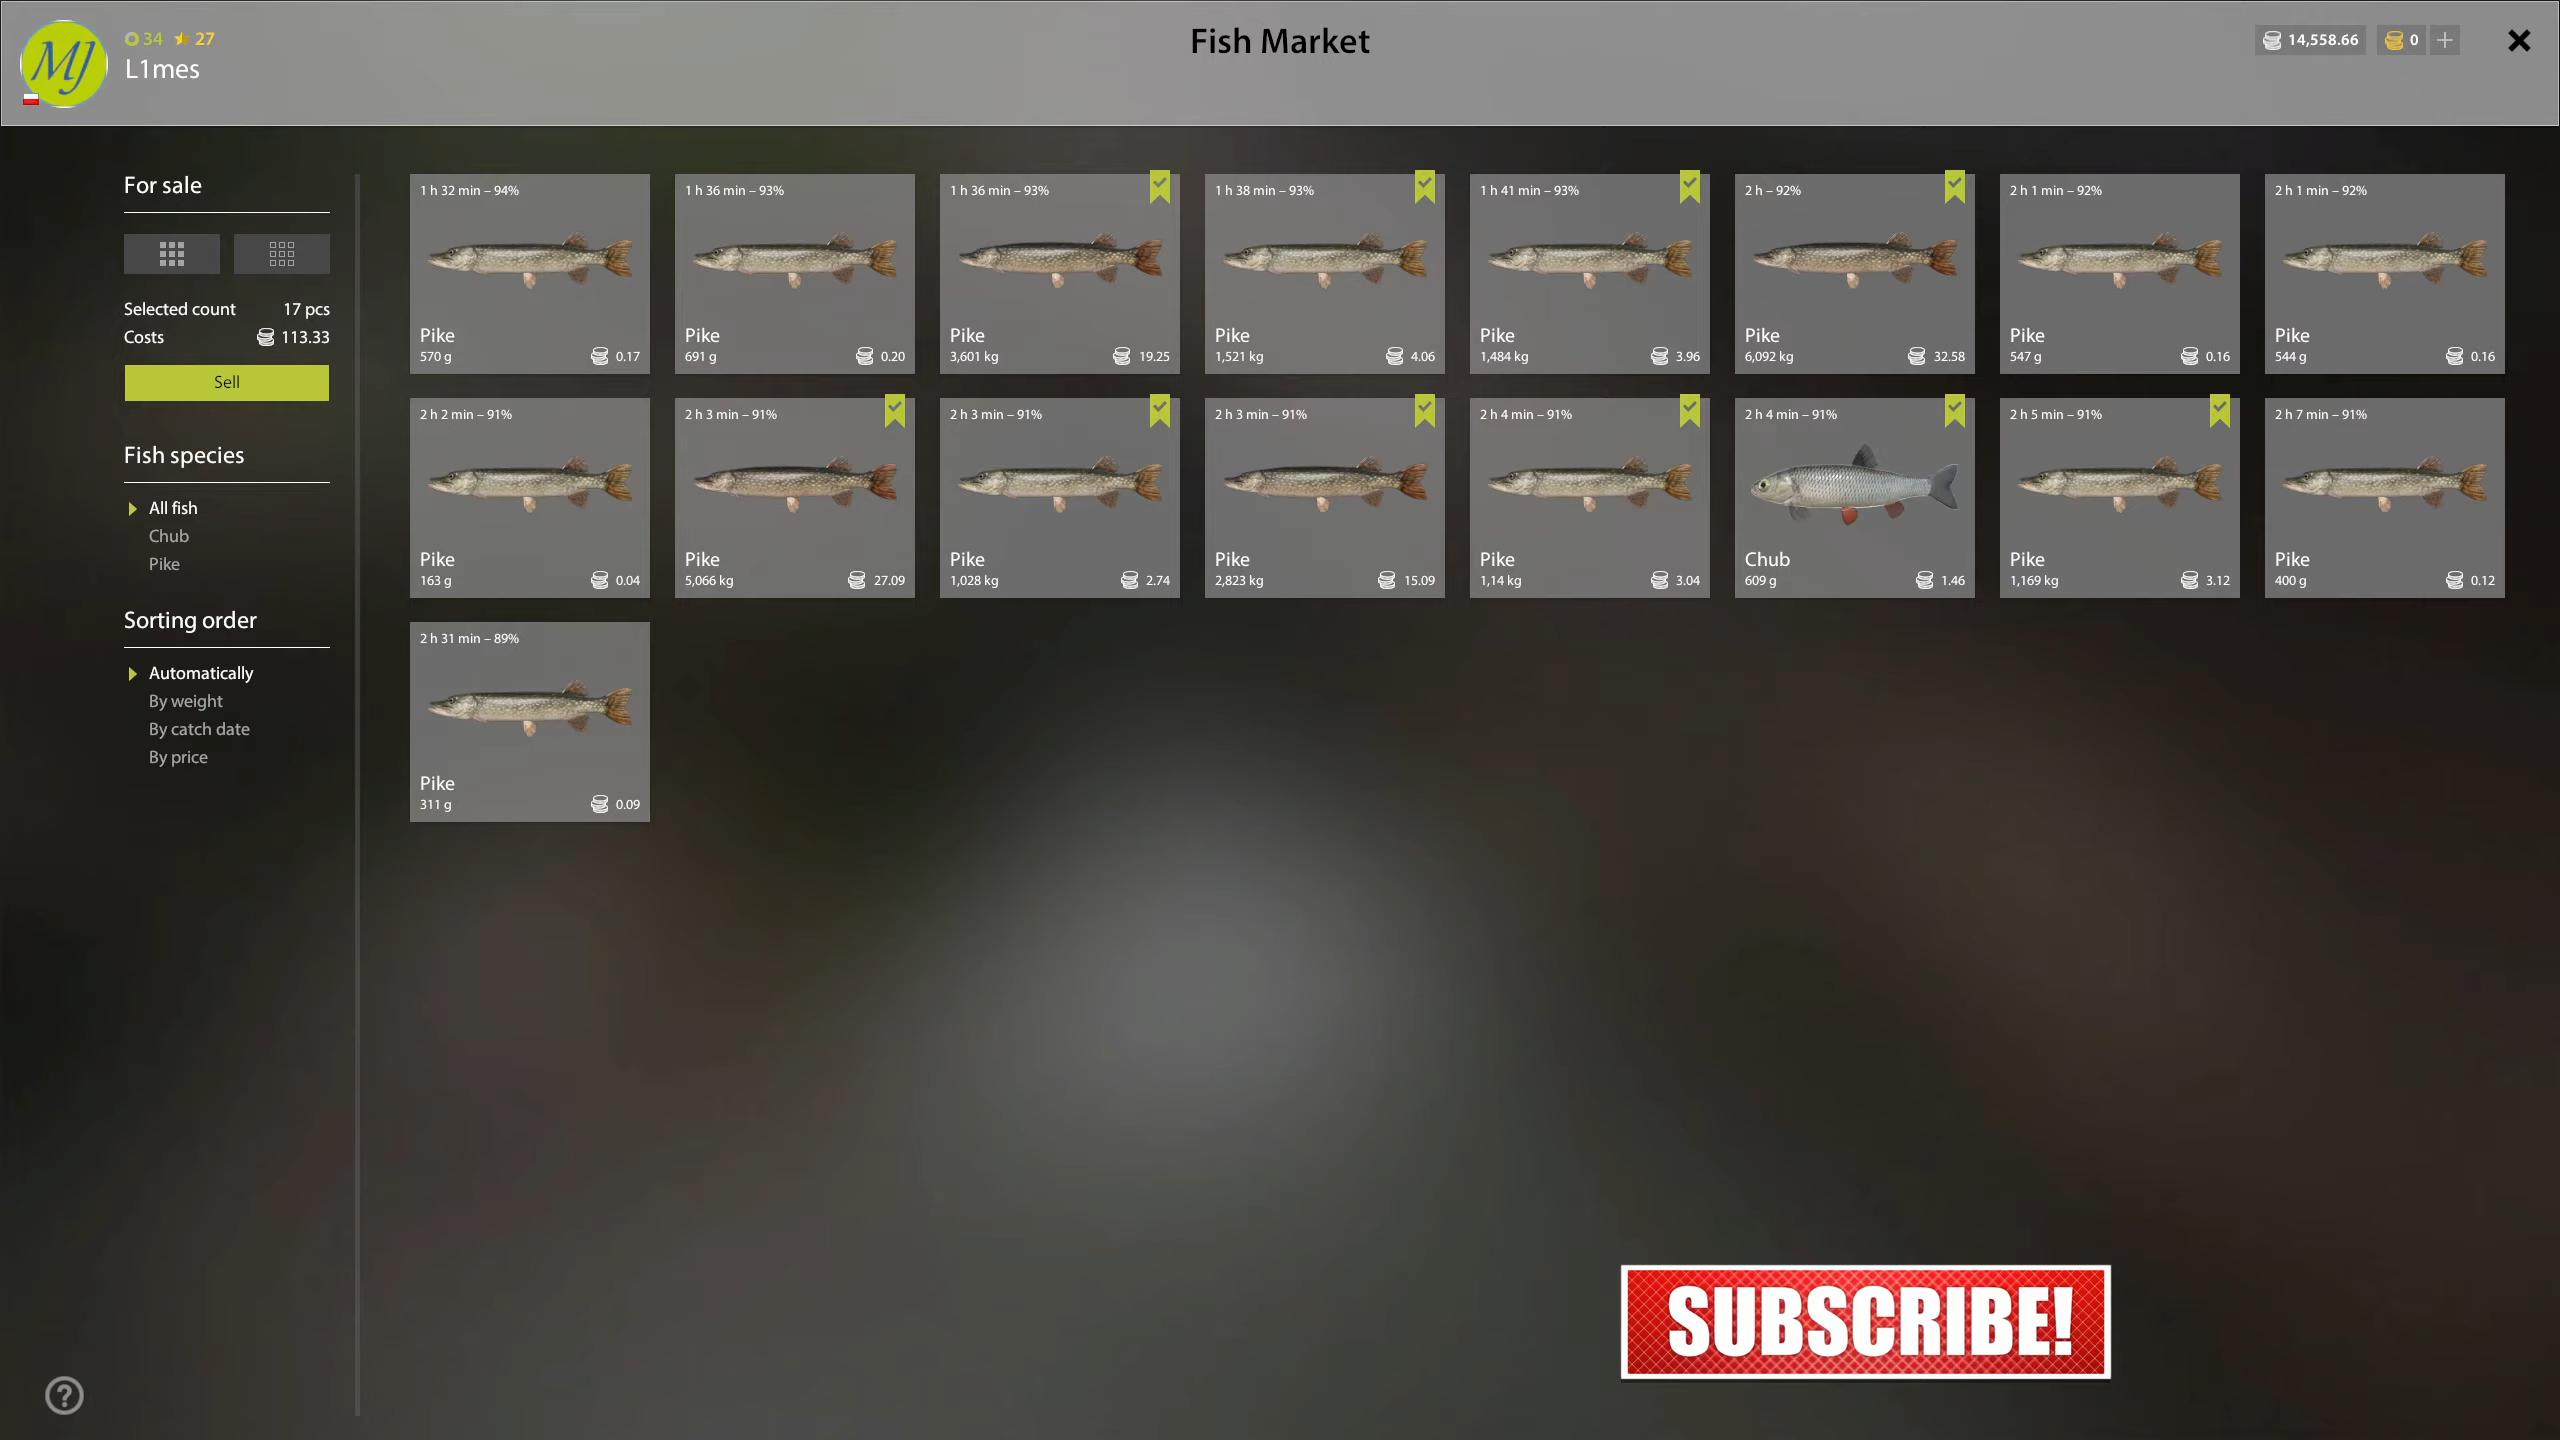 MJ
34 27
L1mes
Fish Market
14,558.66
0
For sale
Selected count 17 pcs
Costs 113.33
Sell
Fish species
All fish
Chub
Pike
Sorting order
Automatically
By weight
By catch date
By price
1 h 32 min – 94%
Pike
570 g 0.17
1 h 36 min – 93%
Pike
691 g 0.20
1 h 36 min – 93%
Pike
3,601 kg 19.25
1 h 38 min – 93%
Pike
1,521 kg 4.06
1 h 41 min – 93%
Pike
1,484 kg 3.96
2 h – 92%
Pike
6,092 kg 32.58
2 h 1 min – 92%
Pike
547 g 0.16
2 h 1 min – 92%
Pike
544 g 0.16
2 h 2 min – 91%
Pike
163 g 0.04
2 h 3 min – 91%
Pike
5,066 kg 27.09
2 h 3 min – 91%
Pike
1,028 kg 2.74
2 h 3 min – 91%
Pike
2,823 kg 15.09
2 h 4 min – 91%
Pike
1,14 kg 3.04
2 h 4 min – 91%
Chub
609 g 1.46
2 h 5 min – 91%
Pike
1,169 kg 3.12
2 h 7 min – 91%
Pike
400 g 0.12
2 h 31 min – 89%
Pike
311 g 0.09
SUBSCRIBE!